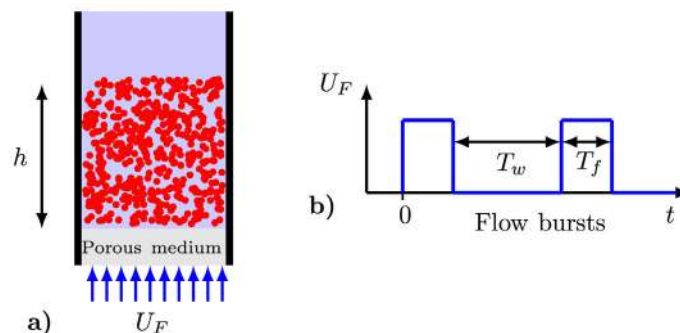 h
Porous medium
a)
U_F
U_F
T_w
T_f
b)
0
Flow bursts
t